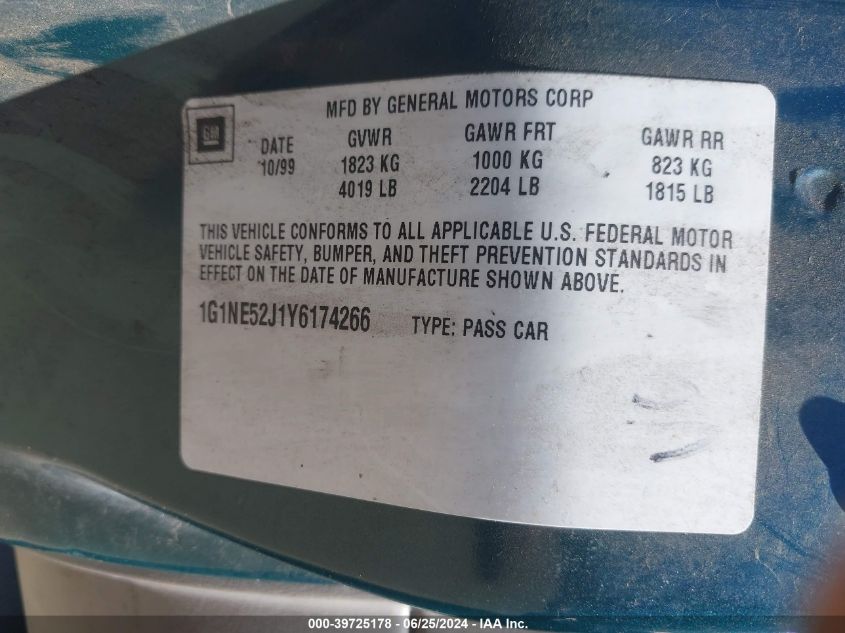 MFD BY GENERAL MOTORS CORP
GM
DATE GVWR GAWR FRT GAWR RR
10/99 1823 KG 1000 KG 823 KG
4019 LB 2204 LB 1815 LB
THIS VEHICLE CONFORMS TO ALL APPLICABLE U.S. FEDERAL MOTOR
VEHICLE SAFETY, BUMPER, AND THEFT PREVENTION STANDARDS IN
EFFECT ON THE DATE OF MANUFACTURE SHOWN ABOVE.
1G1NE52J1Y6174266 TYPE: PASS CAR
000-39725178 - 06/25/2024 - IAA Inc.